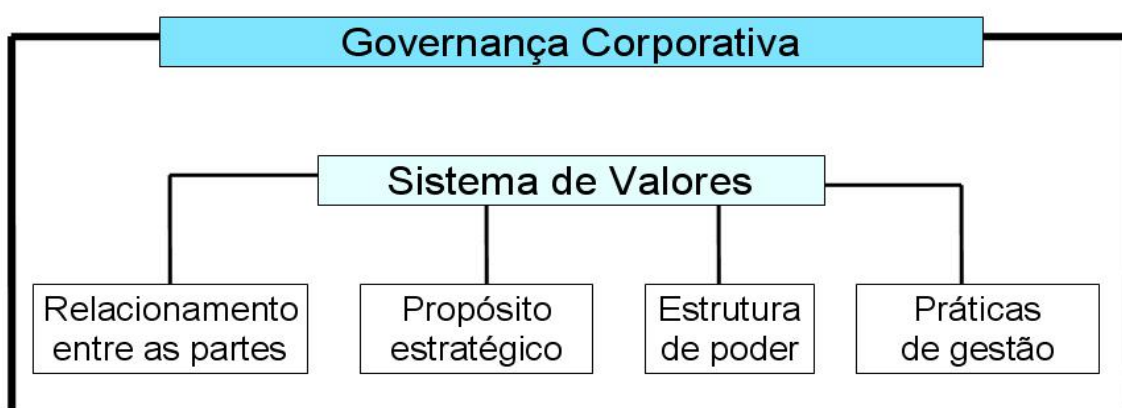 Governança Corporativa
Sistema de Valores
Relacionamento
entre as partes
Propósito
estratégico
Estrutura
de poder
Práticas
de gestão